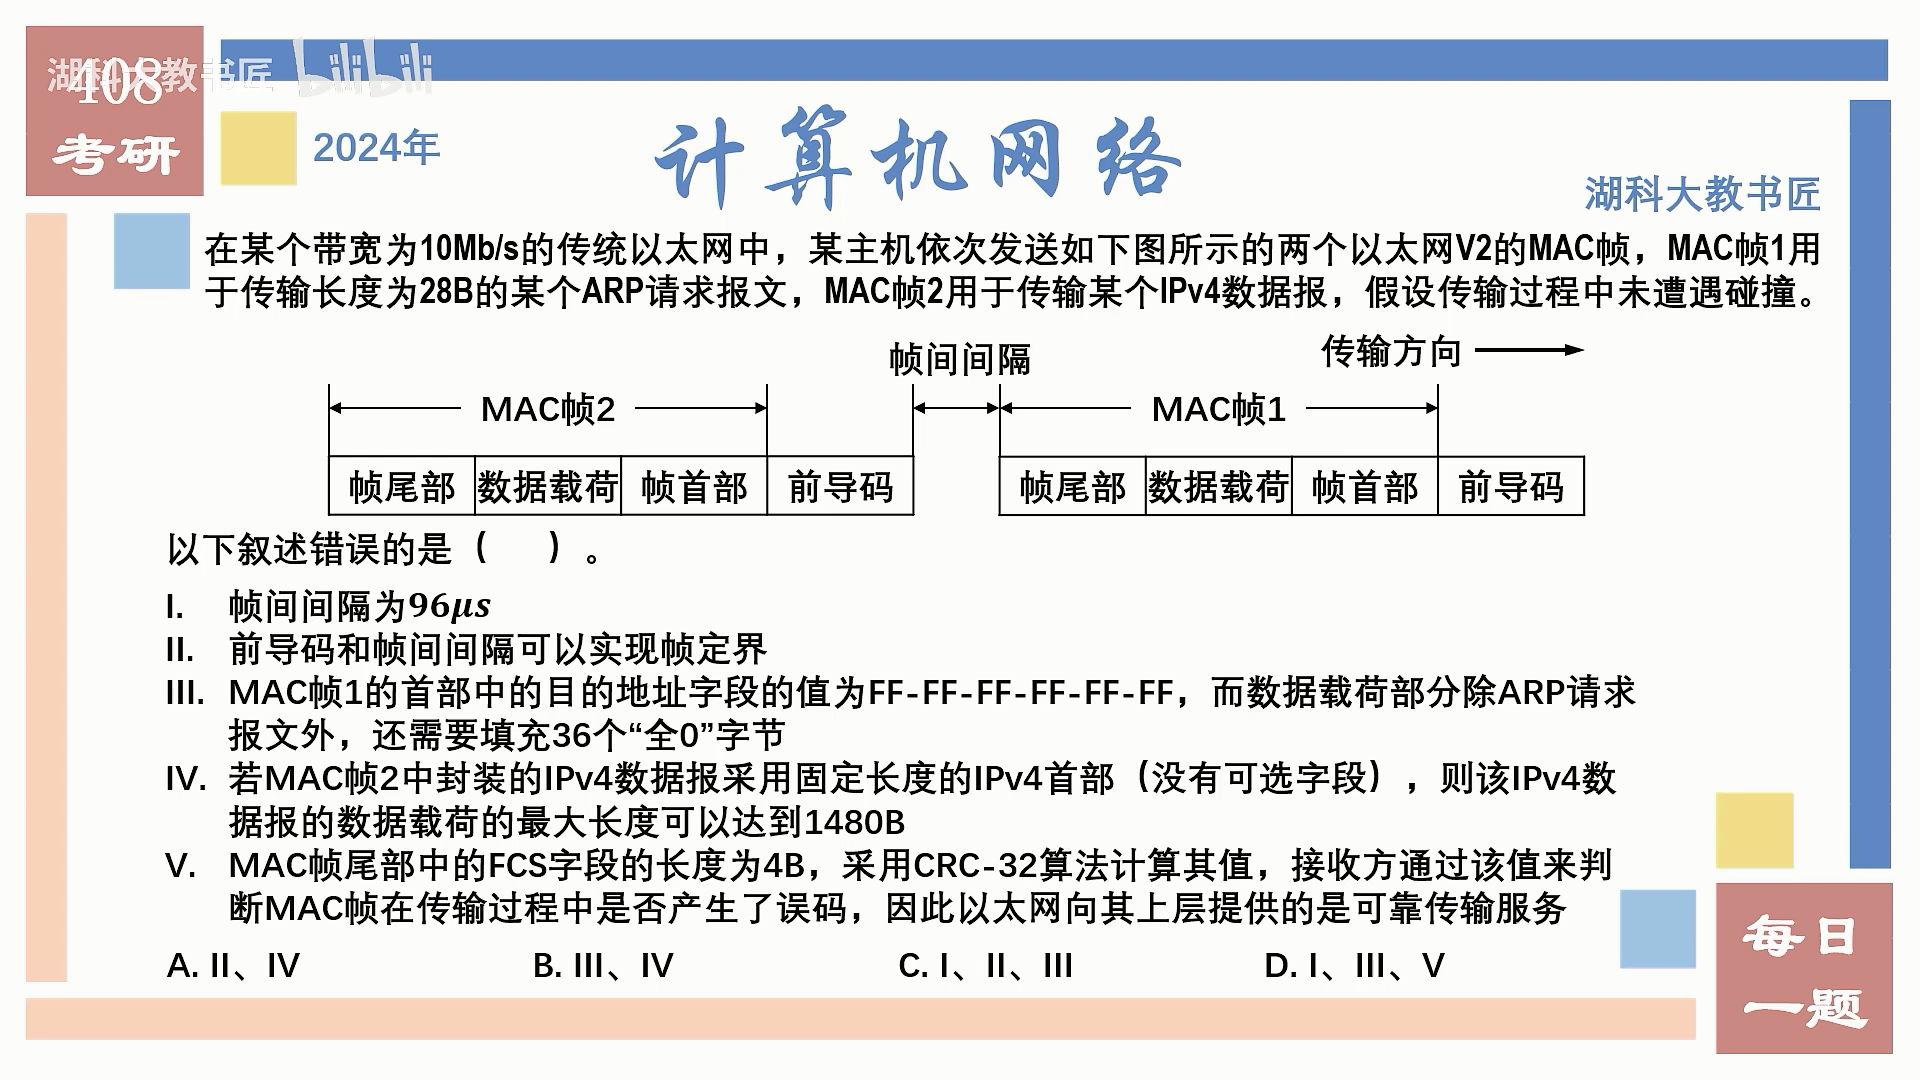 408
湖科大教书匠 bilibili
考研
2024年
计算机网络
湖科大教书匠
在某个带宽为10Mb/s的传统以太网中，某主机依次发送如下图所示的两个以太网V2的MAC帧，MAC帧1用
于传输长度为28B的某个ARP请求报文，MAC帧2用于传输某个IPv4数据报，假设传输过程中未遭遇碰撞。
帧间间隔
传输方向
MAC帧2
MAC帧1
帧尾部 数据载荷 帧首部 前导码 帧尾部 数据载荷 帧首部 前导码
以下叙述错误的是（　　）。
I. 帧间间隔为96μs
II. 前导码和帧间间隔可以实现帧定界
III. MAC帧1的首部中的目的地址字段的值为FF-FF-FF-FF-FF-FF，而数据载荷部分除ARP请求
报文外，还需要填充36个“全0”字节
IV. 若MAC帧2中封装的IPv4数据报采用固定长度的IPv4首部（没有可选字段），则该IPv4数
据报的数据载荷的最大长度可以达到1480B
V. MAC帧尾部中的FCS字段的长度为4B，采用CRC-32算法计算其值，接收方通过该值来判
断MAC帧在传输过程中是否产生了误码，因此以太网向其上层提供的是可靠传输服务
A. II、IV B. III、IV C. I、II、III D. I、III、V
每日
一题